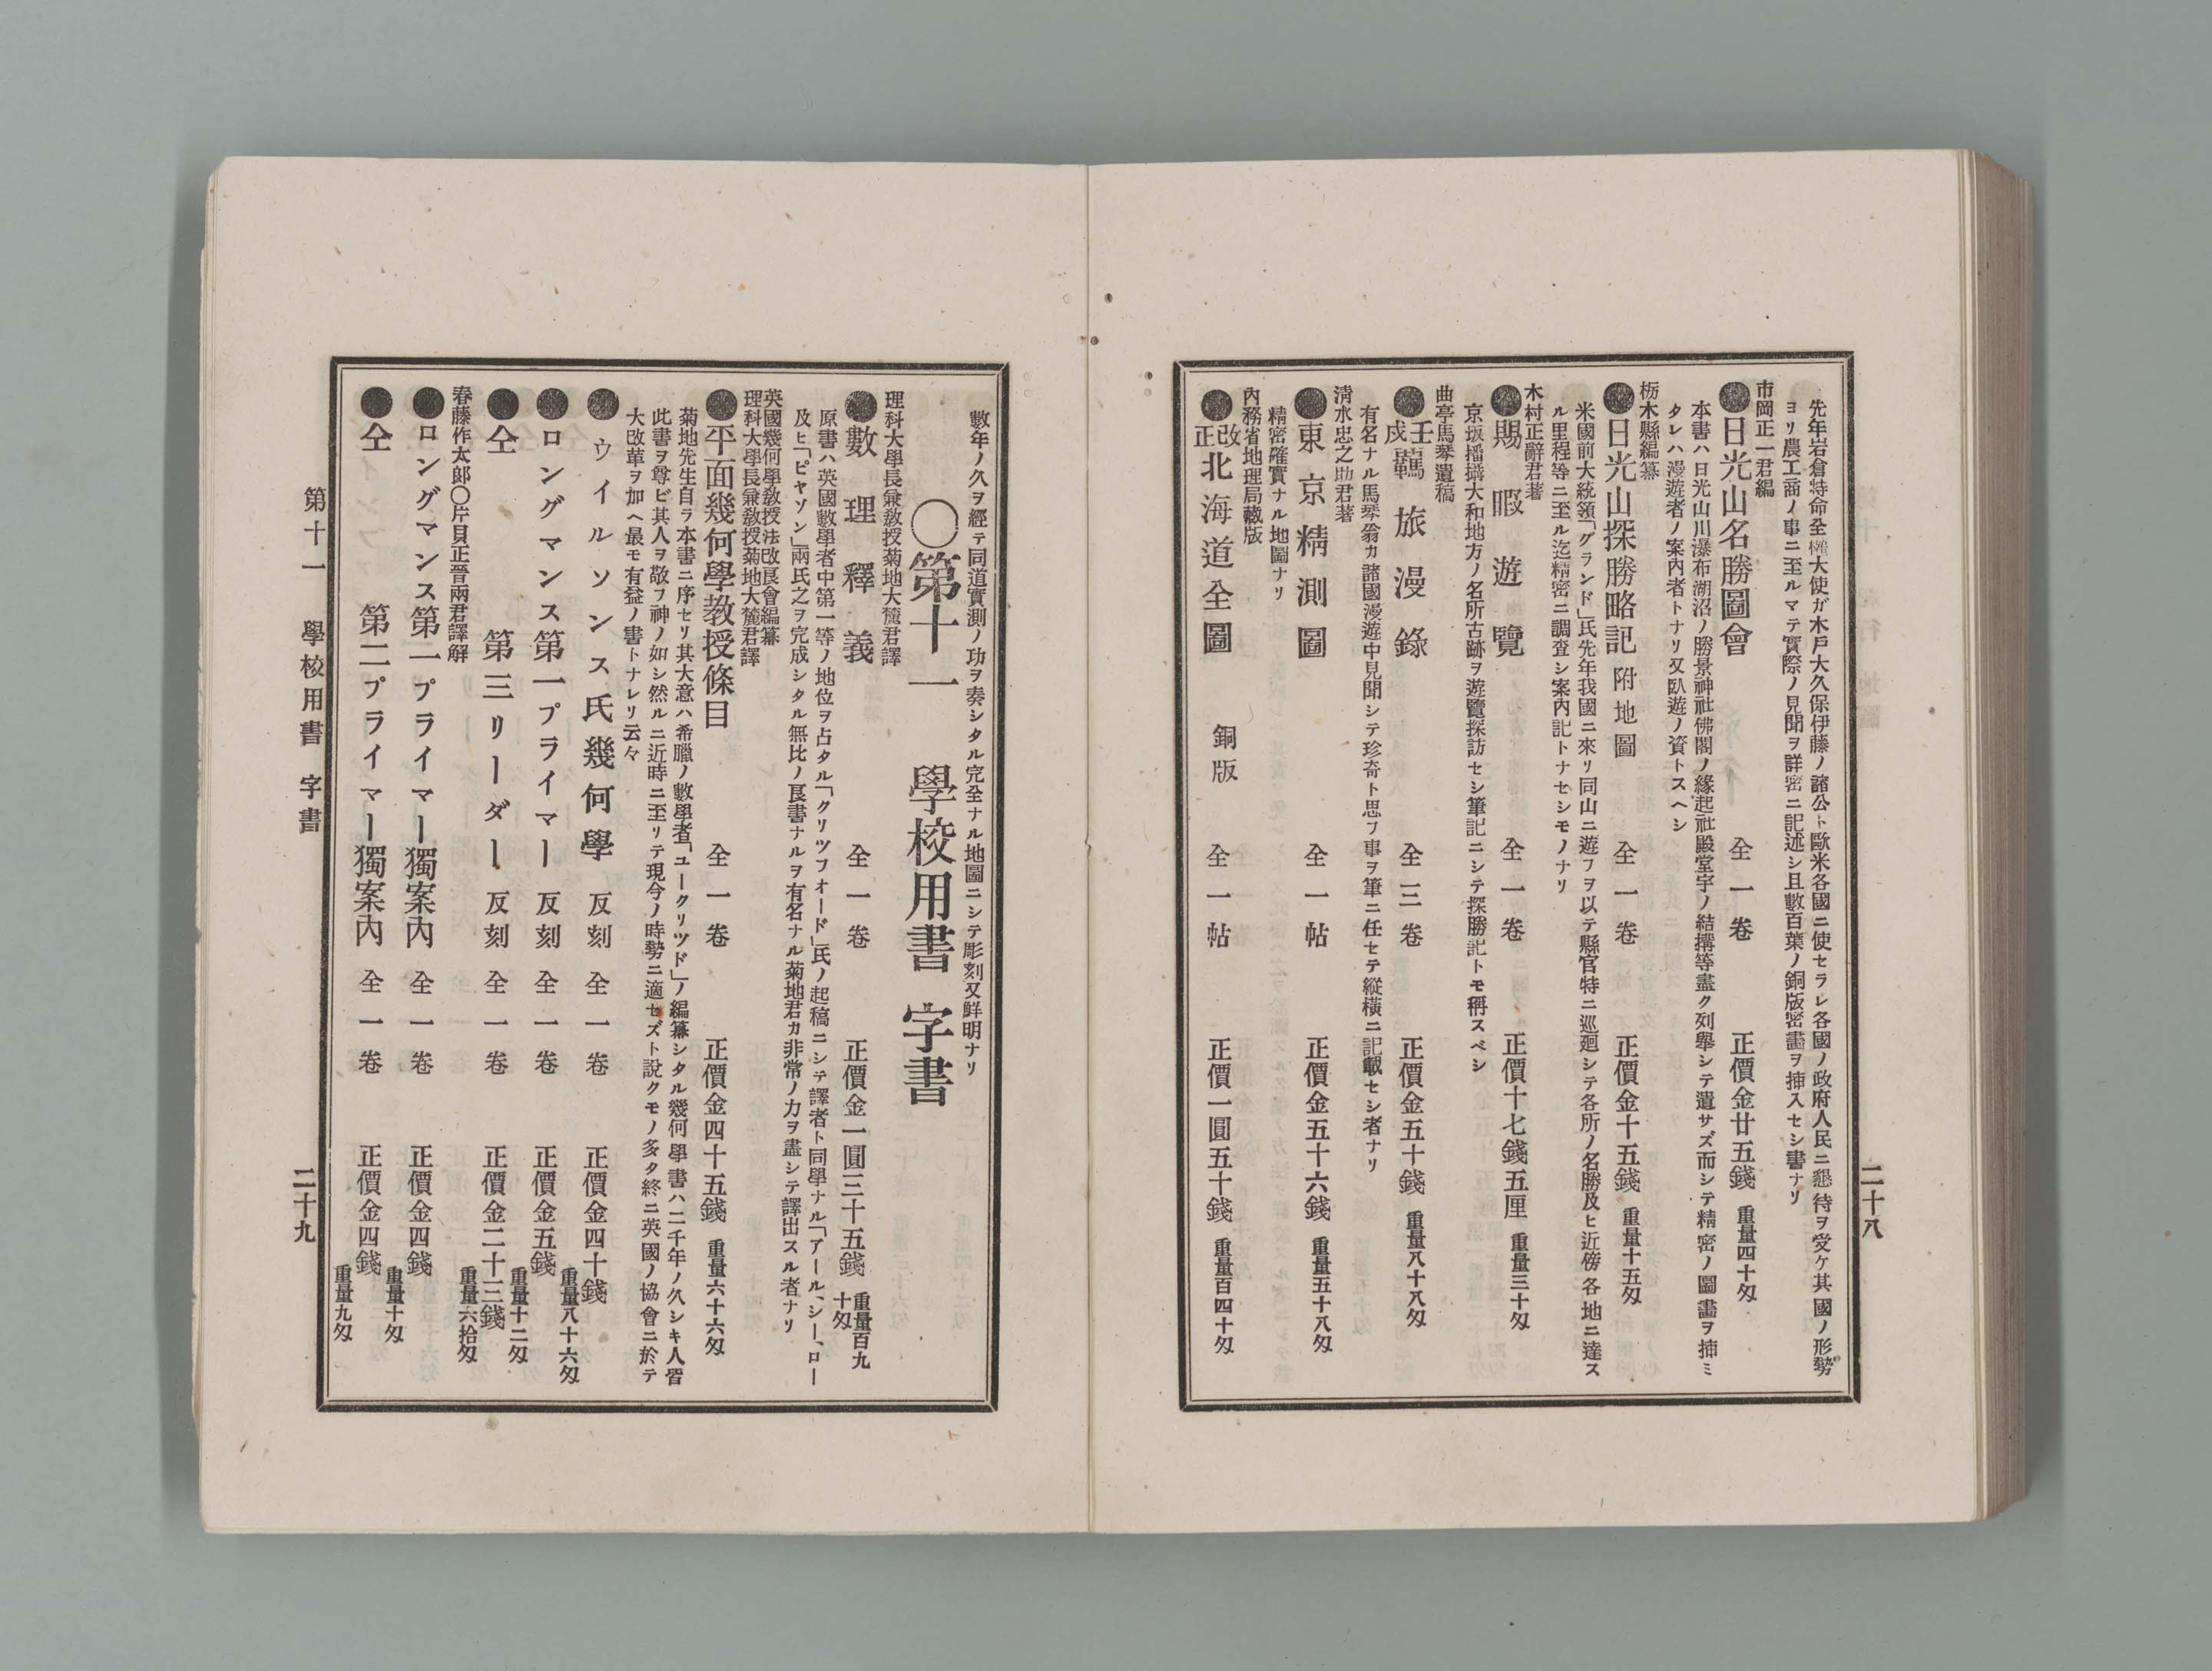 先年岩倉特命全權大使ガ木戶大久保伊藤ノ諸公ト歐米各國ニ使セラレ各國ノ政府人民ニ懇待ヲ受ケ其國ノ形勢
ヨリ農工商ノ事ニ至ルマテ實際ノ見聞ヲ詳密ニ記述シ且數百葉ノ銅版密畵ヲ揷入セシ書ナリ
市岡正一君編
●日光山名勝圖會 全一卷 正價金廿五錢 重量四十匁
本書ハ日光山川瀑布湖沼ノ勝景神社佛閣ノ緣起社殿堂宇ノ結搆等盡ク列擧シテ遺サズ而シテ精密ノ圖畵ヲ揷ミ
タレハ漫遊者ノ案內者トナリ又臥遊ノ資トスヘシ
栃木縣編纂
●日光山探勝略記 附地圖 全一卷 正價金十五錢 重量十五匁
米國前大統領「グランド」氏先年我國ニ來リ同山ニ遊フヲ以テ縣官特ニ巡廻シテ各所ノ名勝及ヒ近傍各地ニ達ス
ル里程等ニ至ル迄精密ニ調査シ案內記トナセシモノナリ
木村正辭君著
●賜暇遊覽 全一卷 正價十七錢五厘 重量三十匁
京坂播攝大和地方ノ名所古跡ヲ遊覽探訪セシ筆記ニシテ探勝記トモ稱スベシ
曲亭馬琴遺稿
●壬戌羈旅漫錄 全三卷 正價金五十錢 重量八十八匁
有名ナル馬琴翁カ諸國漫遊中見聞シテ珍奇ト思フ事ヲ筆ニ任セテ縱橫ニ記載セシ者ナリ
淸水忠之助君著
●東京精測圖 全一帖 正價金五十六錢 重量五十八匁
精密確實ナル地圖ナリ
內務省地理局藏版
●改正北海道全圖 銅版 全一帖 正價一圓五十錢 重量百四十匁
二十八
數年ノ久ヲ經テ同道實測ノ功ヲ奏シタル完全ナル地圖ニシテ彫刻又鮮明ナリ
〇第十一 學校用書 字書
理科大學長兼敎授菊地大麓君譯
●數理釋義 全一卷 正價金一圓三十五錢 重量百九十匁
原書ハ英國數學者中第一等ノ地位ヲ占タル「クリツフオード」氏ノ起稿ニシテ譯者ト同學ナル「アール、シー、ロー
及ヒ「ピヤソン」兩氏之ヲ完成シタル無比ノ良書ナルヲ有名ナル菊地君カ非常ノ力ヲ盡シテ譯出スル者ナリ
英國幾何學敎授法改良會編纂
理科大學長兼敎授菊地大麓君譯
●平面幾何學敎授條目 全一卷 正價金四十五錢 重量六十六匁
菊地先生自ラ本書ニ序セリ其大意ハ希臘ノ數學者「ユークリツド」ノ編纂シタル幾何學書ハ二千年ノ久シキ人習
此書ヲ尊ビ其人ヲ敬フ神ノ如シ然ルニ近時ニ至リテ現今ノ時勢ニ適セズト說クモノ多タ終ニ英國ノ協會ニ於テ
大改革ヲ加ヘ最モ有益ノ書トナレリ云々
●ウイルソンス氏幾何學 反刻 全一卷 正價金四十錢 重量八十六匁
●ロングマンス第一プライマー 反刻 全一卷 正價金五錢 重量十二匁
●仝 第三リーダー 反刻 全一卷 正價金二十三錢 重量六拾匁
春藤作太郞〇片貝正晉兩君譯解
●ロングマンス第一プライマー獨案內 全一卷 正價金四錢 重量十匁
●仝 第二プライマー獨案內 全一卷 正價金四錢 重量九匁
第十一 學校用書 字書
二十九